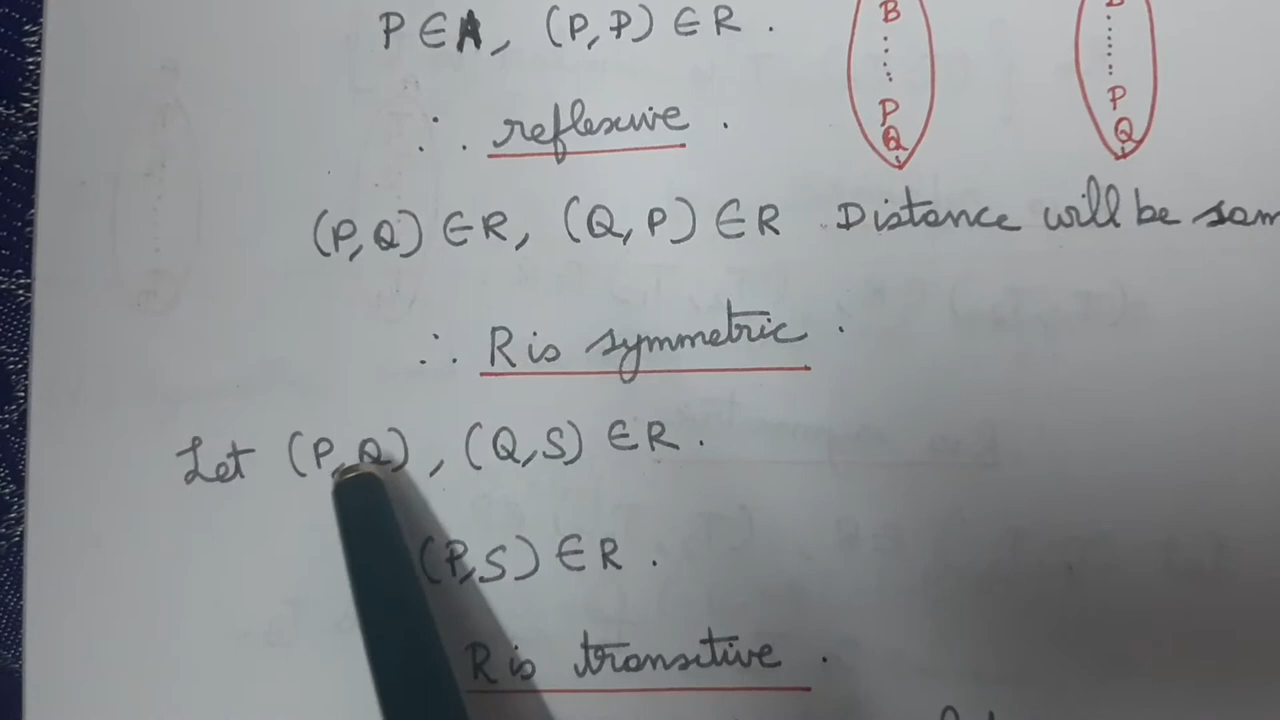 P ∈ A, (P, P) ∈ R .
B
P
Q
P
Q
∴ reflexive .
(P, Q) ∈ R, (Q, P) ∈ R . Distance will be sam
∴ R is symmetric .
Let (P, Q), (Q, S) ∈ R .
(P, S) ∈ R .
R is transitive .